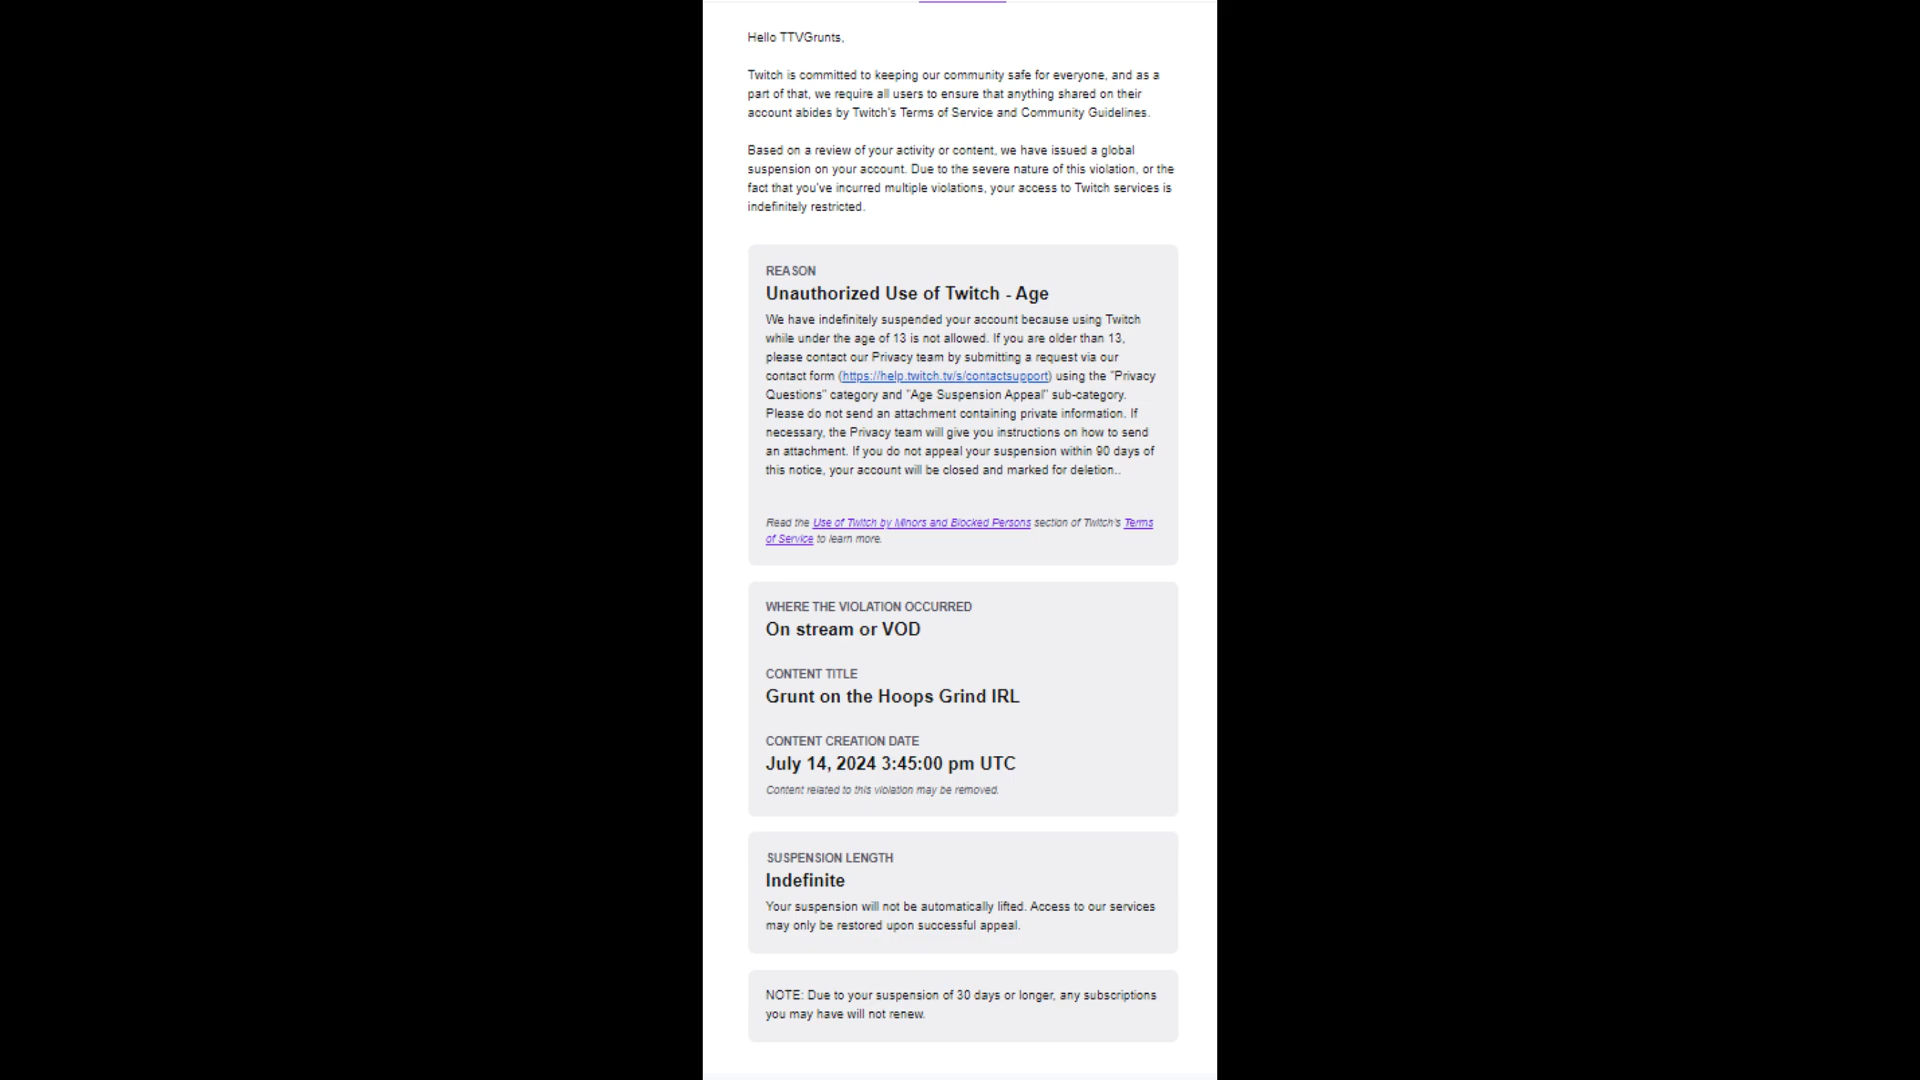 Hello TTVGrunts,
Twitch is committed to keeping our community safe for everyone, and as a
part of that, we require all users to ensure that anything shared on their
account abides by Twitch's Terms of Service and Community Guidelines.
Based on a review of your activity or content, we have issued a global
suspension on your account. Due to the severe nature of this violation, or the
fact that you've incurred multiple violations, your access to Twitch services is
indefinitely restricted.
REASON
Unauthorized Use of Twitch - Age
We have indefinitely suspended your account because using Twitch
while under the age of 13 is not allowed. If you are older than 13,
please contact our Privacy team by submitting a request via our
contact form (https://help.twitch.tv/s/contactsupport) using the "Privacy
Questions" category and "Age Suspension Appeal" sub-category.
Please do not send an attachment containing private information. If
necessary, the Privacy team will give you instructions on how to send
an attachment. If you do not appeal your suspension within 90 days of
this notice, your account will be closed and marked for deletion..
Read the Use of Twitch by Minors and Blocked Persons section of Twitch's Terms
of Service to learn more.
WHERE THE VIOLATION OCCURRED
On stream or VOD
CONTENT TITLE
Grunt on the Hoops Grind IRL
CONTENT CREATION DATE
July 14, 2024 3:45:00 pm UTC
Content related to this violation may be removed.
SUSPENSION LENGTH
Indefinite
Your suspension will not be automatically lifted. Access to our services
may only be restored upon successful appeal.
NOTE: Due to your suspension of 30 days or longer, any subscriptions
you may have will not renew.